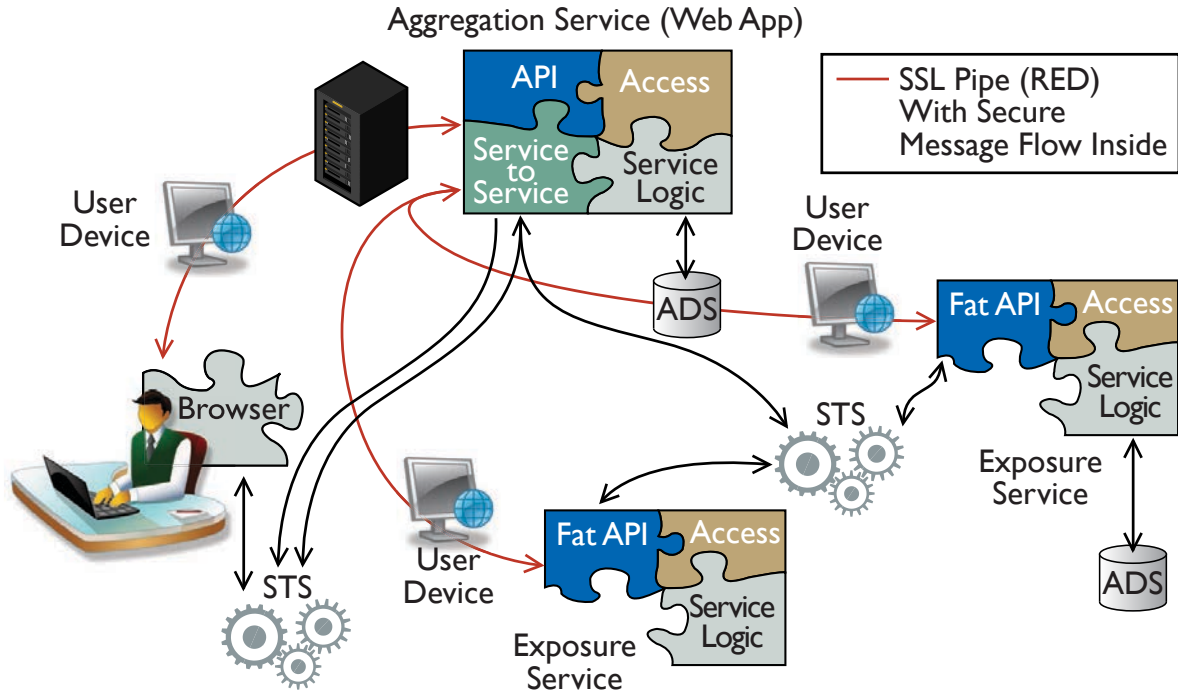 Aggregation Service (Web App)
API
Access
Service
to
Service
Service
Logic
SSL Pipe (RED)
With Secure
Message Flow Inside
User
Device
User
Device
ADS
Fat API
Access
Service
Logic
Browser
STS
Exposure
Service
User
Device
Fat API
Access
Service
Logic
ADS
STS
Exposure
Service